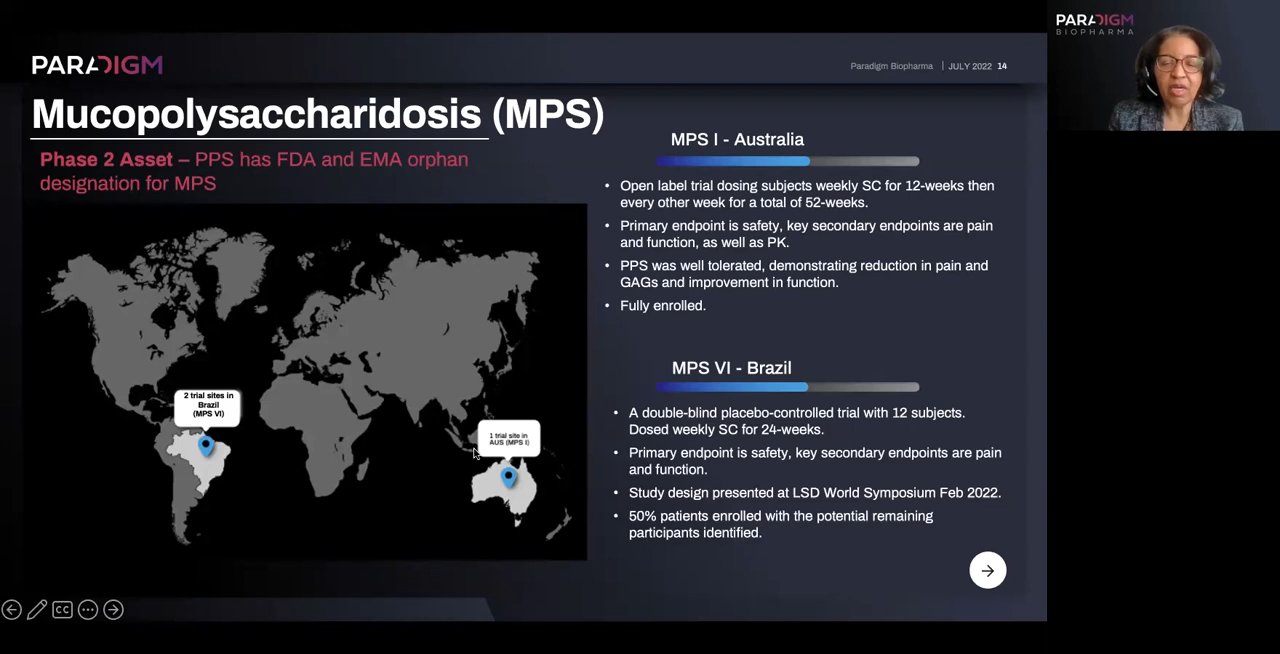 PARADIGM
Paradigm Biopharma | JULY 2022 14
Mucopolysaccharidosis (MPS)
Phase 2 Asset – PPS has FDA and EMA orphan
designation for MPS
2 trial sites in
Brazil
(MPS VI)
1 trial site in
AUS (MPS I)
MPS I - Australia
• Open label trial dosing subjects weekly SC for 12-weeks then
every other week for a total of 52-weeks.
• Primary endpoint is safety, key secondary endpoints are pain
and function, as well as PK.
• PPS was well tolerated, demonstrating reduction in pain and
GAGs and improvement in function.
• Fully enrolled.
MPS VI - Brazil
• A double-blind placebo-controlled trial with 12 subjects.
Dosed weekly SC for 24-weeks.
• Primary endpoint is safety, key secondary endpoints are pain
and function.
• Study design presented at LSD World Symposium Feb 2022.
• 50% patients enrolled with the potential remaining
participants identified.
CC
PARADIGM
BIOPHARMA